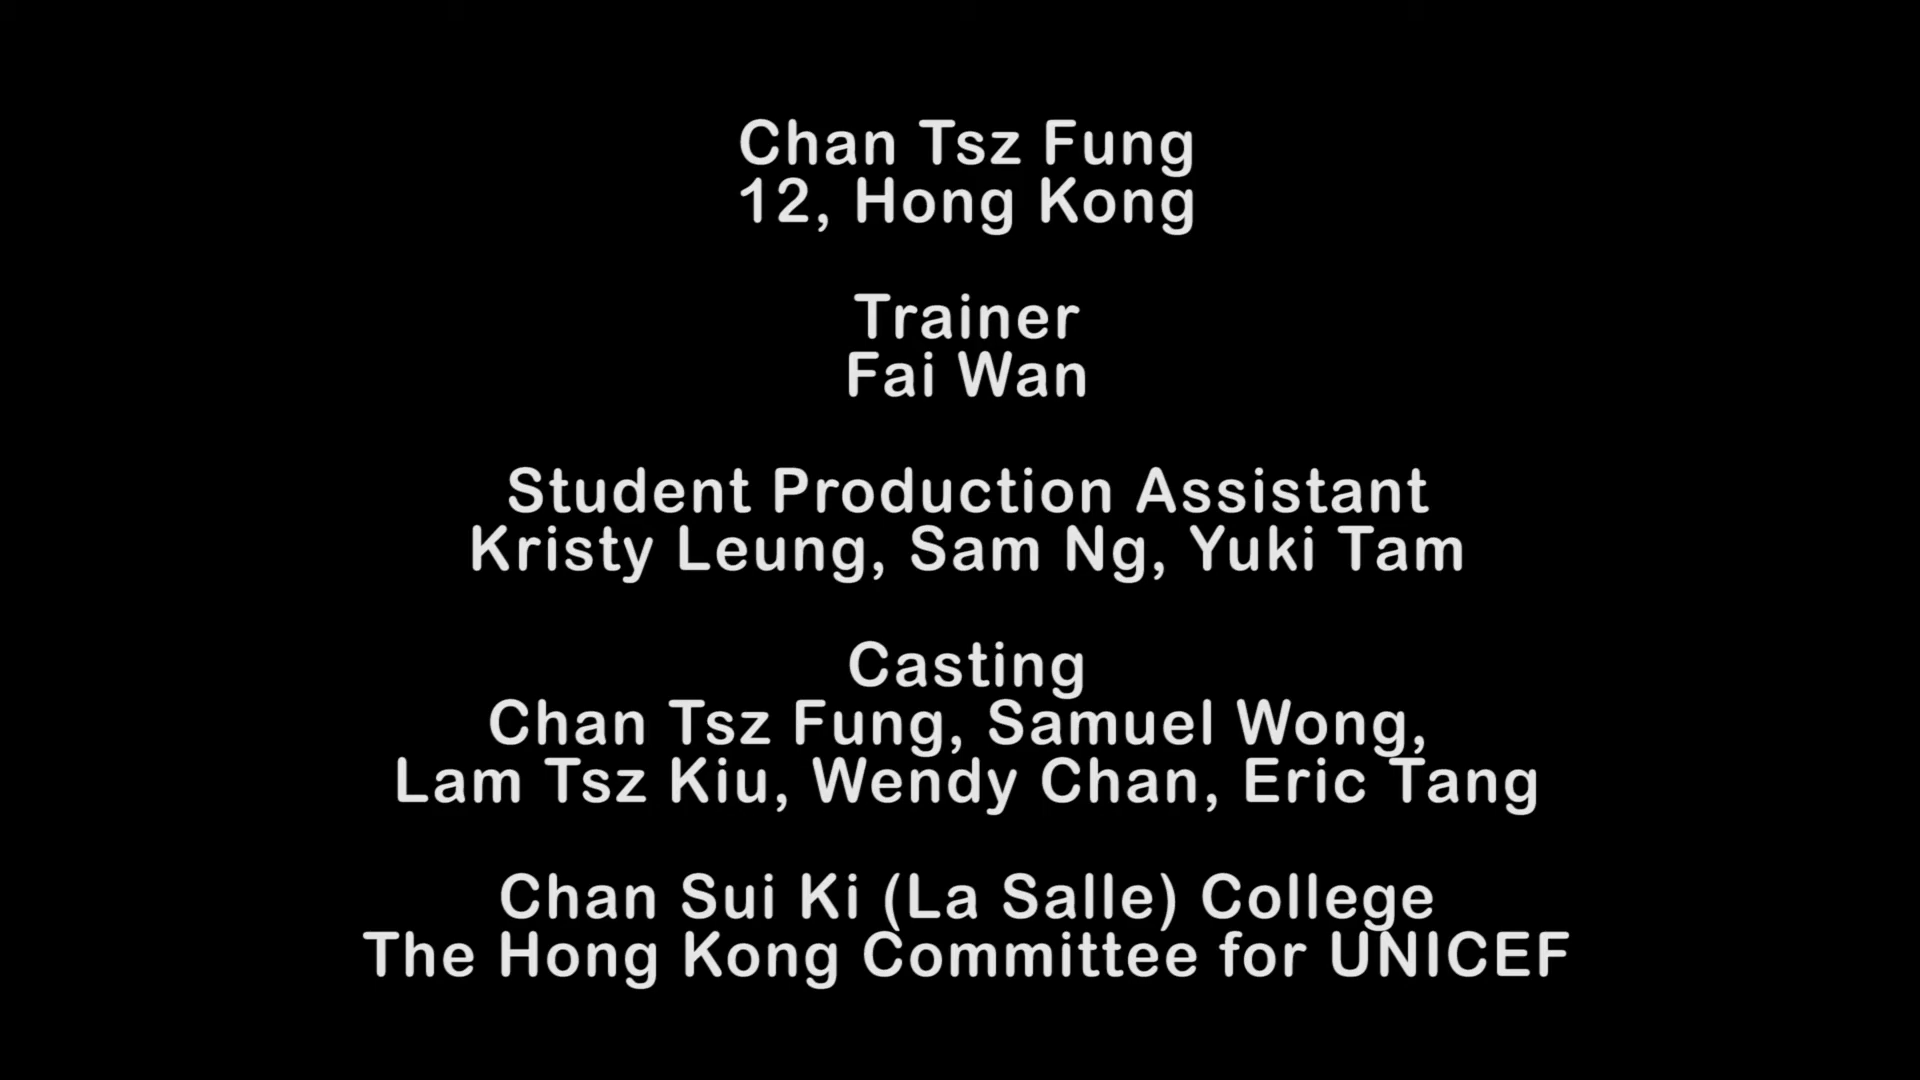 Chan Tsz Fung
12, Hong Kong
Trainer
Fai Wan
Student Production Assistant
Kristy Leung, Sam Ng, Yuki Tam
Casting
Chan Tsz Fung, Samuel Wong,
Lam Tsz Kiu, Wendy Chan, Eric Tang
Chan Sui Ki (La Salle) College
The Hong Kong Committee for UNICEF